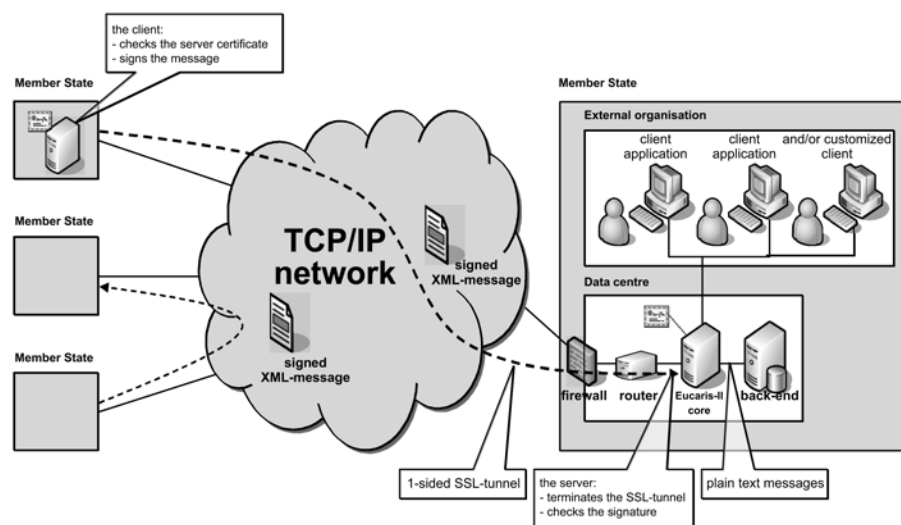 the client:
- checks the server certificate
- signs the message
Member State
Member State
Member State
TCP/IP
network
signed
XML-message
signed
XML-message
Member State
External organisation
client
application
client
application
and/or customized
client
Data centre
firewall
router
Eucaris-II
core
back-end
1-sided SSL-tunnel
the server:
- terminates the SSL-tunnel
- checks the signature
plain text messages